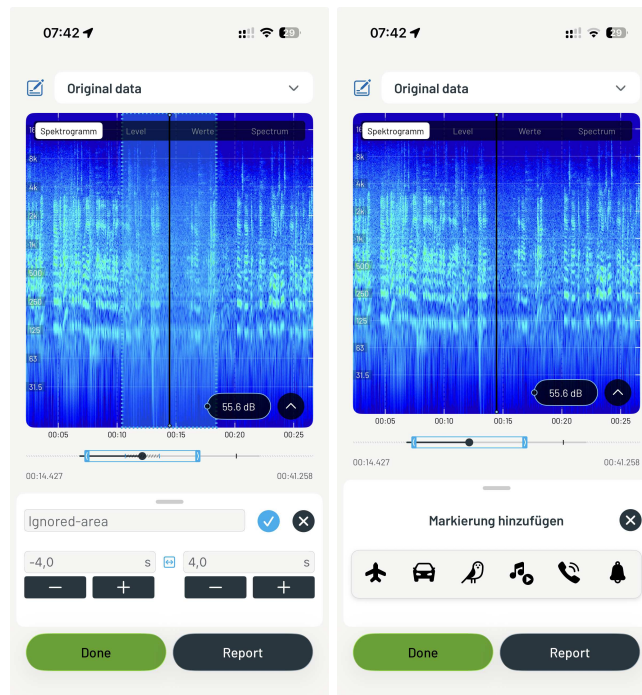 07:42
29
Original data
16
Spektrogramm
Level
Werte
Spectrum
8k
4k
2k
1k
500
250
125
63
31.5
55.6 dB
00:05
00:10
00:15
00:20
00:25
00:14.427
00:41.258
Ignored-area
-4,0 s
4,0 s
Done
Report
07:42
29
Original data
16
Spektrogramm
Level
Werte
Spectrum
8k
4k
2k
1k
500
250
125
63
31.5
55.6 dB
00:05
00:10
00:15
00:20
00:25
00:14.427
00:41.258
Markierung hinzufügen
Done
Report